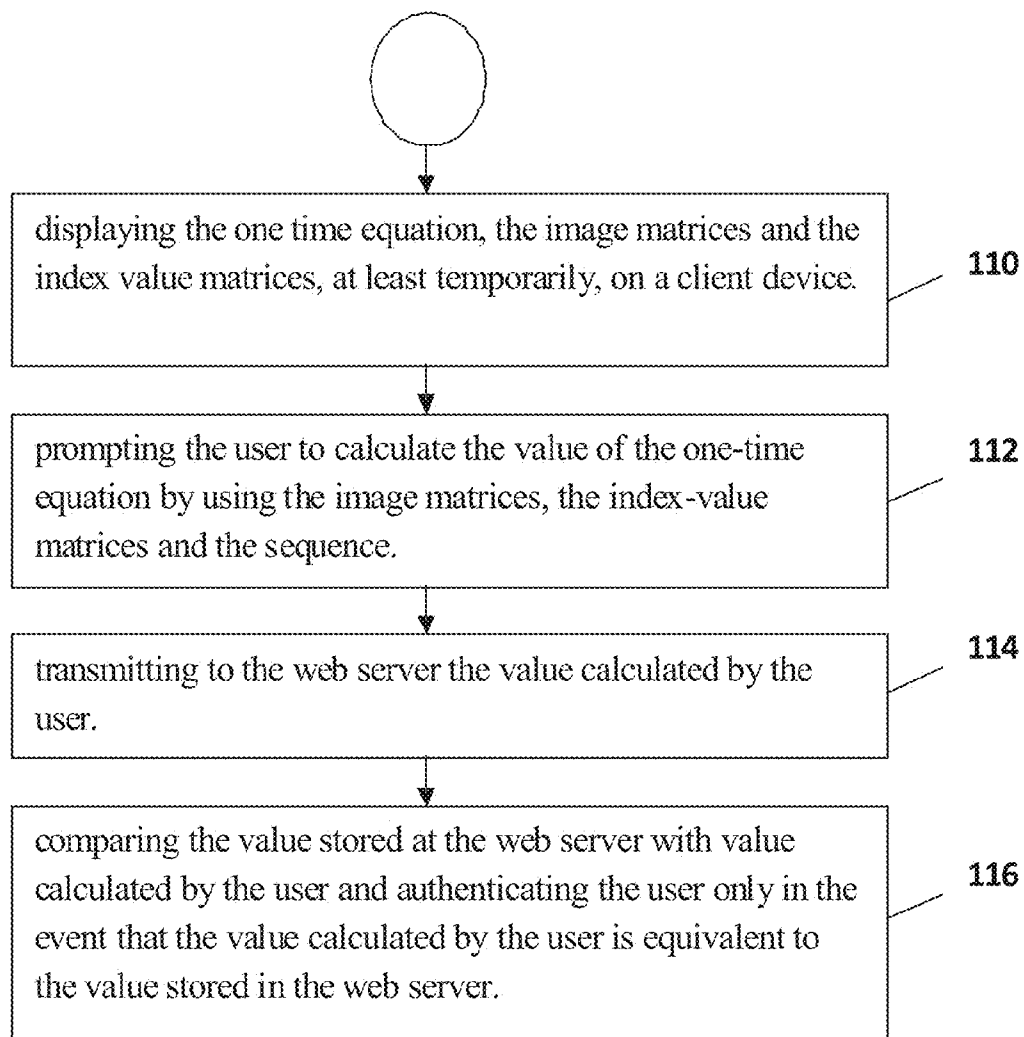 displaying the one time equation, the image matrices and the
index value matrices, at least temporarily, on a client device.
110
prompting the user to calculate the value of the one-time
equation by using the image matrices, the index-value
matrices and the sequence.
112
transmitting to the web server the value calculated by the
user.
114
comparing the value stored at the web server with value
calculated by the user and authenticating the user only in the
event that the value calculated by the user is equivalent to
the value stored in the web server.
116